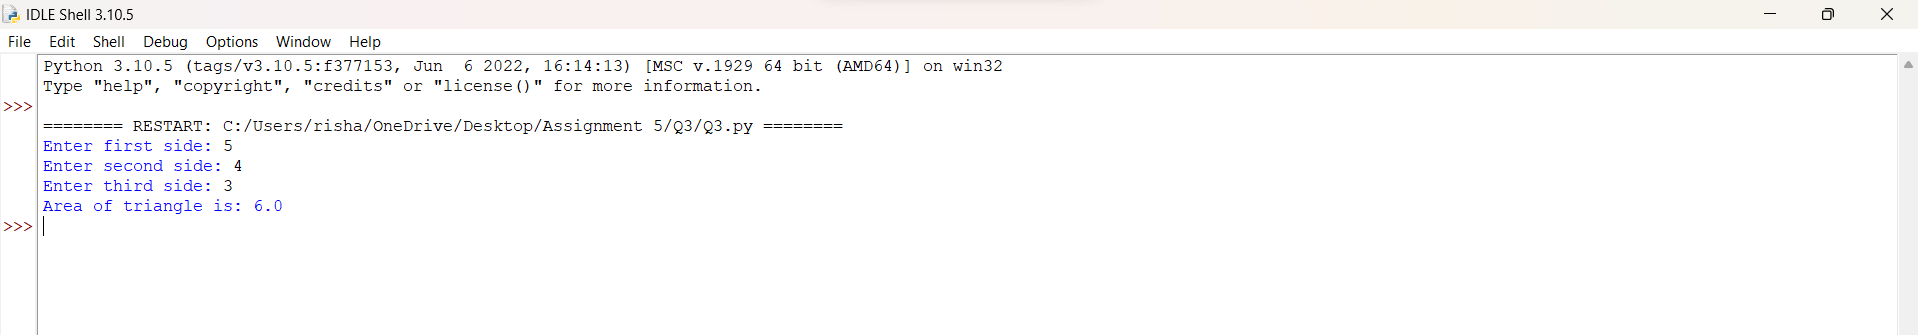 IDLE Shell 3.10.5
File Edit Shell Debug Options Window Help
Python 3.10.5 (tags/v3.10.5:f377153, Jun  6 2022, 16:14:13) [MSC v.1929 64 bit (AMD64)] on win32
Type "help", "copyright", "credits" or "license()" for more information.
>>>
======== RESTART: C:/Users/risha/OneDrive/Desktop/Assignment 5/Q3/Q3.py ========
Enter first side: 5
Enter second side: 4
Enter third side: 3
Area of triangle is: 6.0
>>>